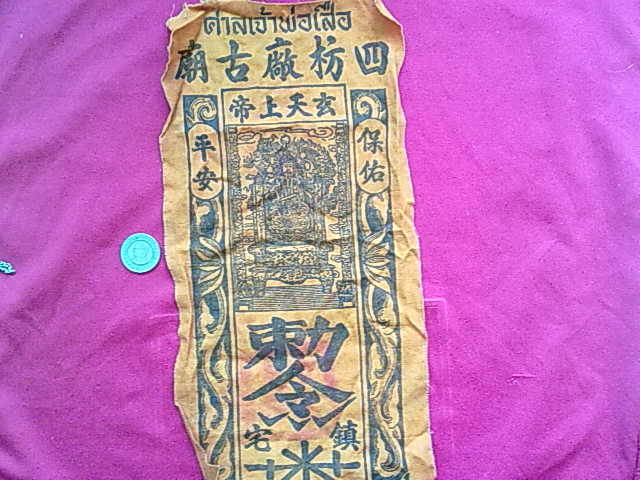 ศาลเจ้าพ่อเสือ
四枋廠古廟
玄天上帝
保佑
平安
勅令
鎮宅